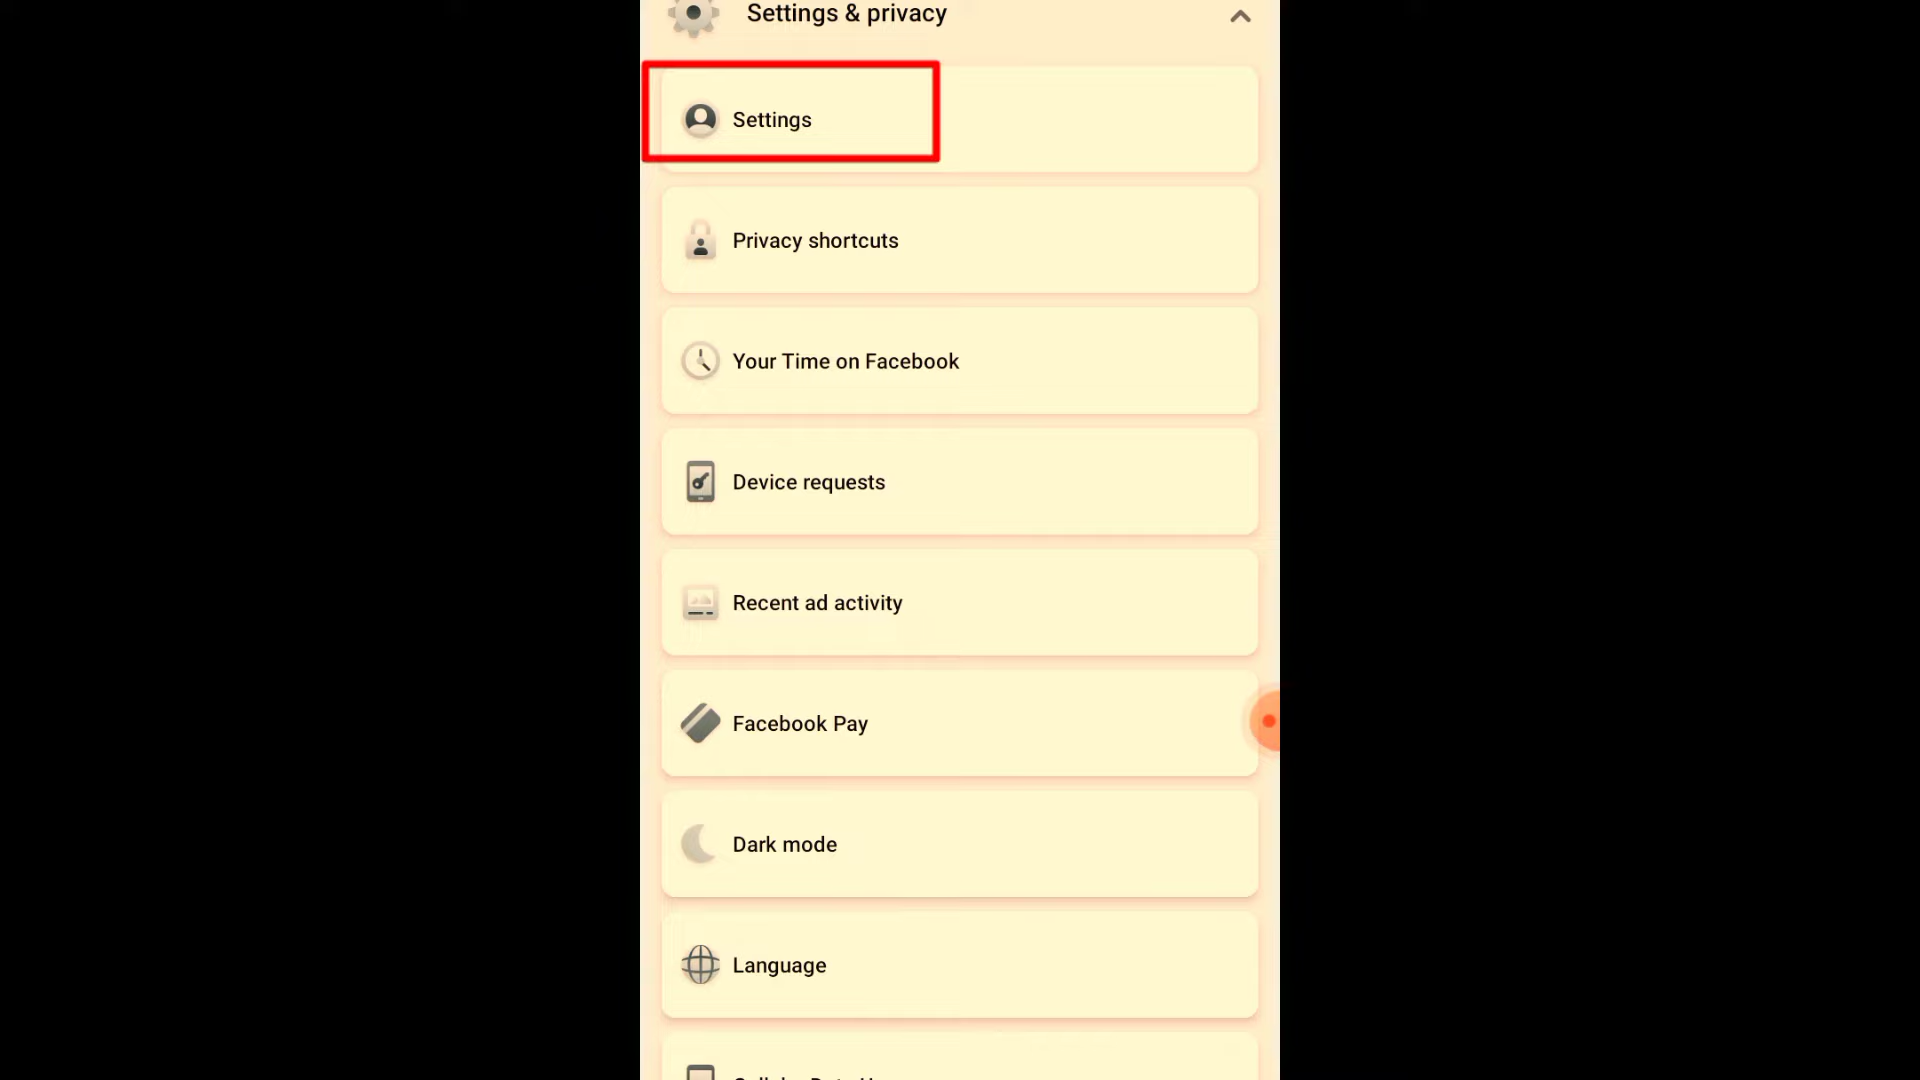 Settings & privacy
Settings
Privacy shortcuts
Your Time on Facebook
Device requests
Recent ad activity
Facebook Pay
Dark mode
Language